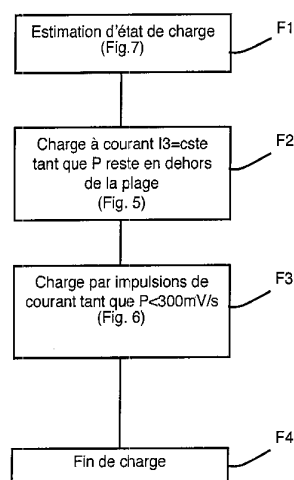 Estimation d'état de charge
(Fig.7)
F1
Charge à courant I3=cste
tant que P reste en dehors
de la plage
(Fig. 5)
F2
Charge par impulsions de
courant tant que P<300mV/s
(Fig. 6)
F3
Fin de charge
F4